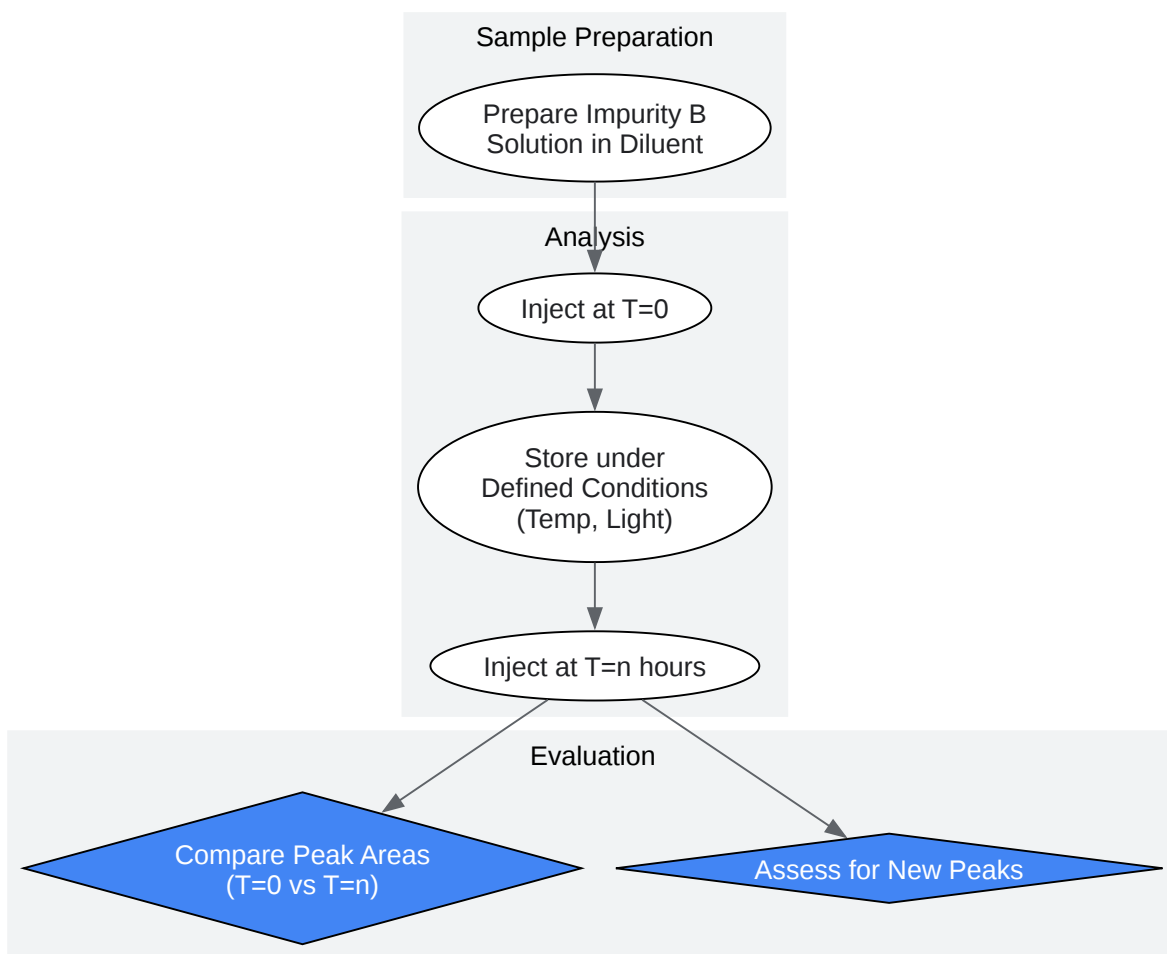 Sample Preparation
Prepare Impurity B
Solution in Diluent
Analysis
Inject at T=0
Store under
Defined Conditions
(Temp, Light)
Inject at T=n hours
Evaluation
Compare Peak Areas
(T=0 vs T=n)
Assess for New Peaks